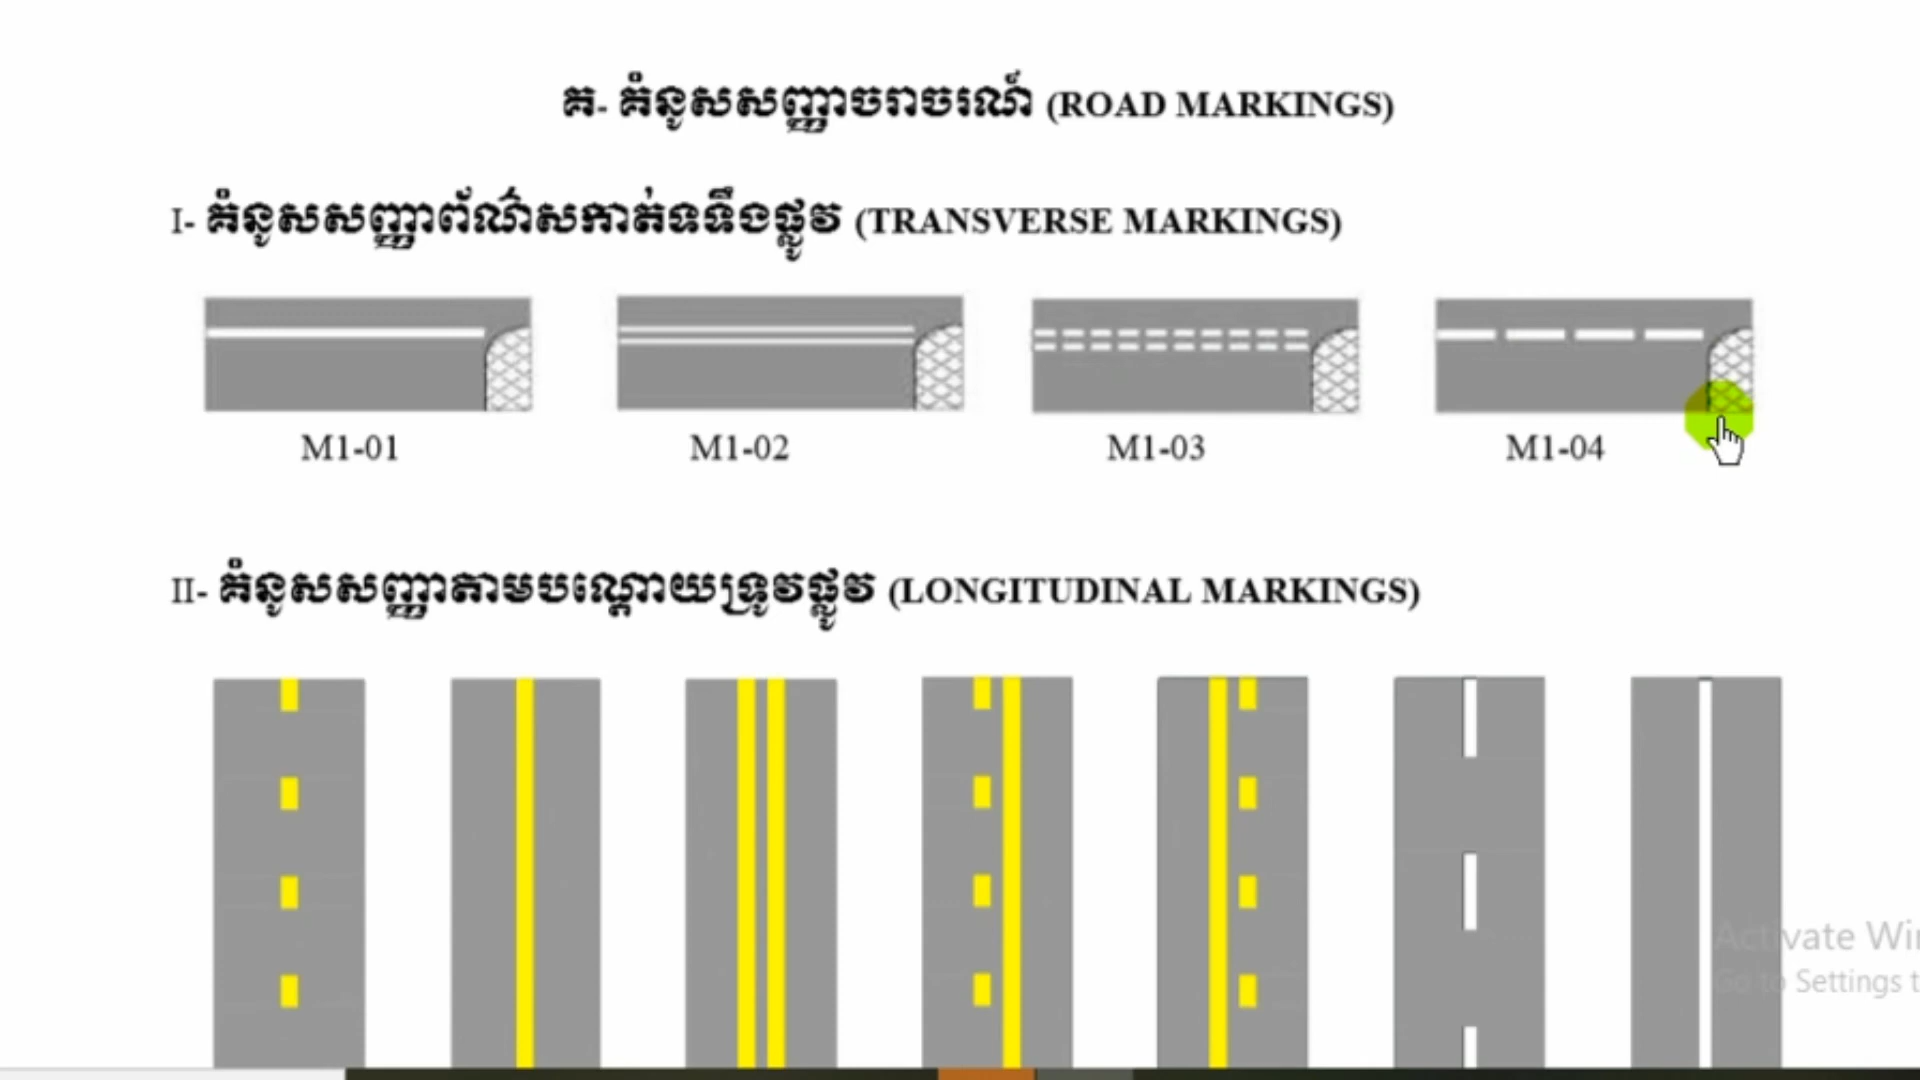 គ- គំនូសសញ្ញាចរាចរណ៍ (ROAD MARKINGS)
I- គំនូសសញ្ញាព័ណ៌សកាត់ទទឹងផ្លូវ (TRANSVERSE MARKINGS)
M1-01 M1-02 M1-03 M1-04
II- គំនូសសញ្ញាតាមបណ្ដោយទ្រូវផ្លូវ (LONGITUDINAL MARKINGS)
Activate Win
Go to Settings t